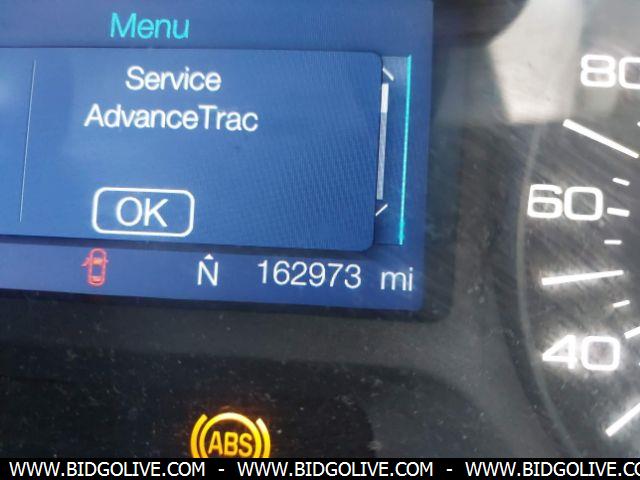 Menu
Service
AdvanceTrac
OK
N 162973 mi
80
60
40
ABS
WWW.BIDGOLIVE.COM - WWW.BIDGOLIVE.COM - WWW.BIDGOLIVE.COM